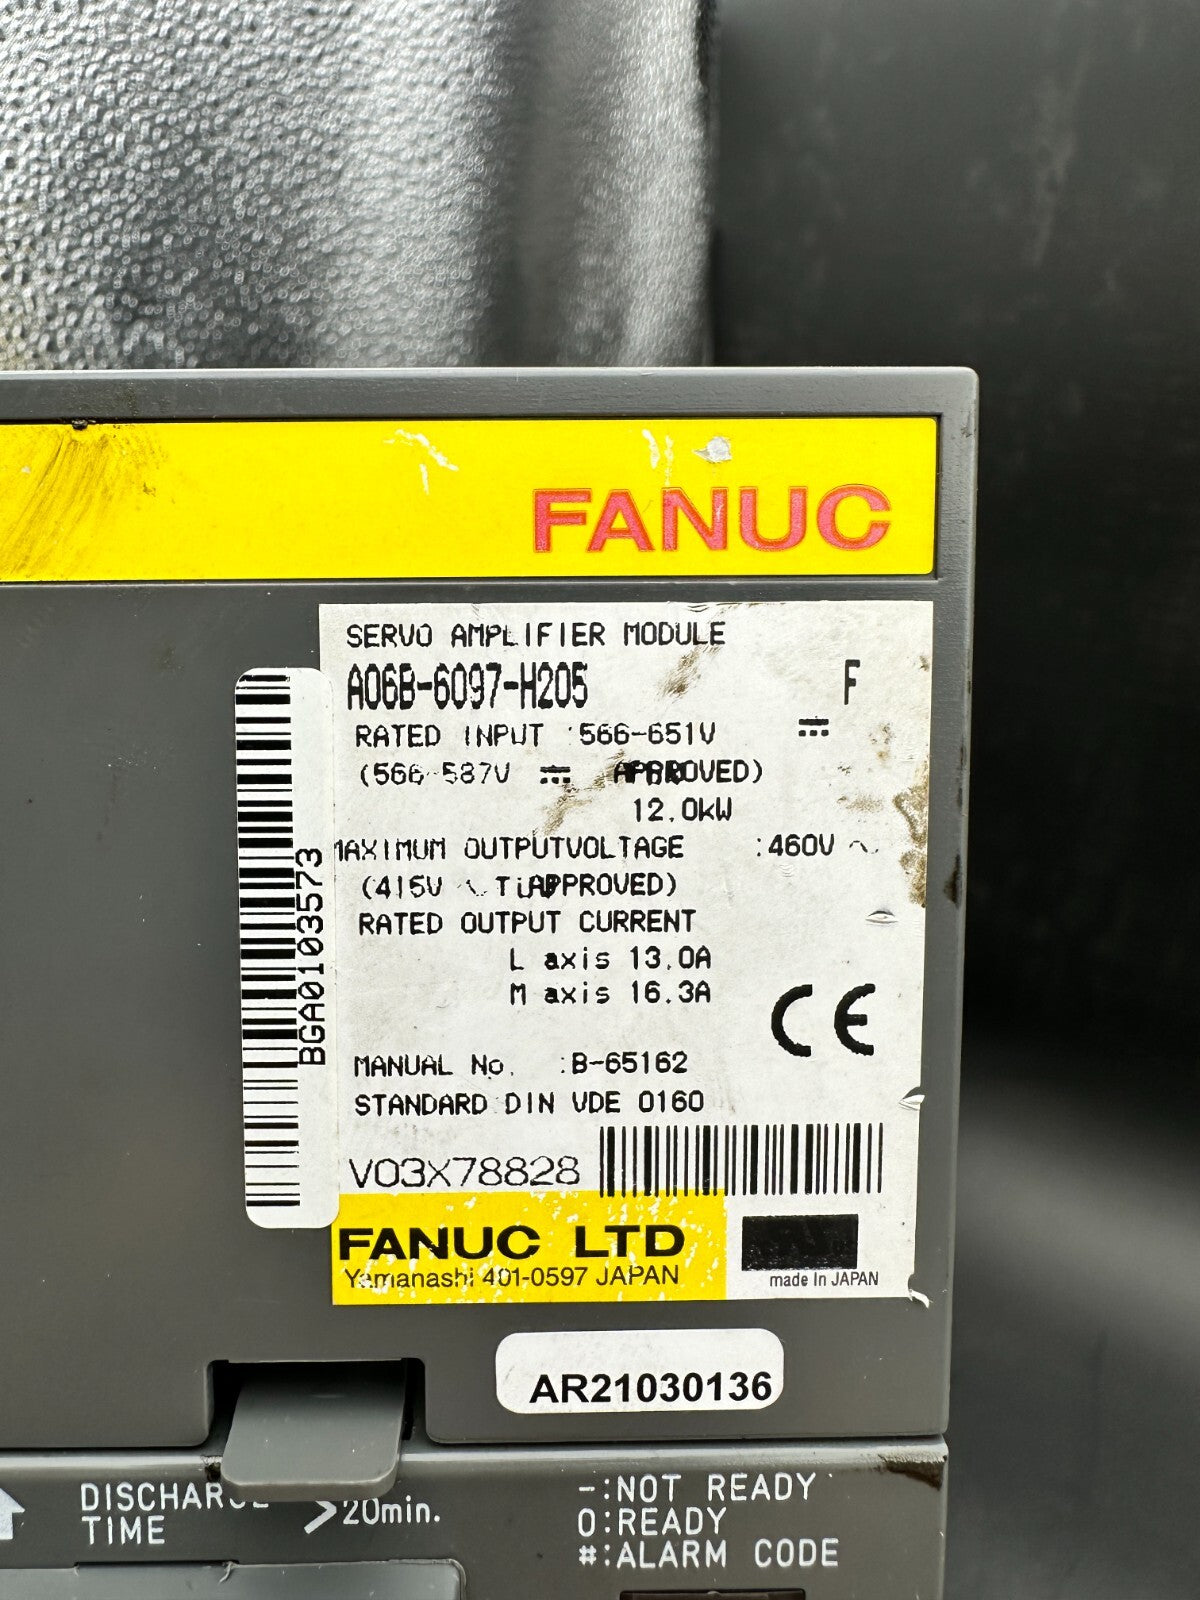 FANUC
SERVO AMPLIFIER MODULE
A06B-6097-H205 F
RATED INPUT :566-651V ⎓
(566-587V ⎓ APPROVED)
12.0kW
MAXIMUM OUTPUTVOLTAGE :460V ~
(415V ~ APPROVED)
RATED OUTPUT CURRENT
L axis 13.0A
M axis 16.3A
CE
MANUAL No. :B-65162
STANDARD DIN VDE 0160
V03X78828
FANUC LTD
Yamanashi 401-0597 JAPAN
made In JAPAN
BGA0103573
AR21030136
DISCHARGE
TIME >20min.
-:NOT READY
0:READY
#:ALARM CODE